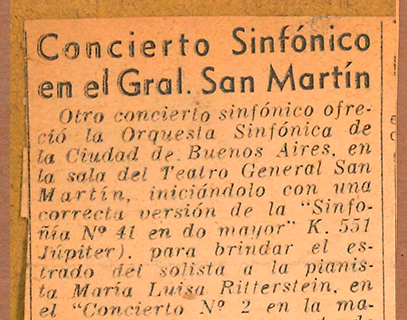 Concierto Sinfónico
en el Gral. San Martín
Otro concierto sinfónico ofre-
ció la Orquesta Sinfónica de
la Ciudad de Buenos Aires, en
la sala del Teatro General San
Martín, iniciándolo con una
correcta versión de la "Sinfo-
ñía Nº 41 en do mayor" K. 551
Júpiter), para brindar el es-
trado del solista a la pianis-
ta María Luisa Ritterstein, en
el "Concierto Nº 2 en la ma-